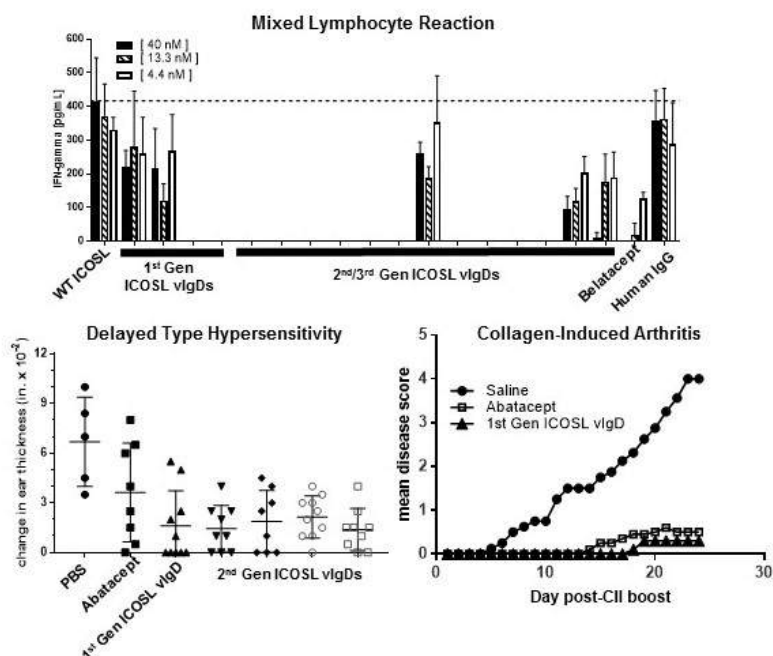 Mixed Lymphocyte Reaction
[ 40 nM ]
[ 13.3 nM ]
[ 4.4 nM ]
IFN-gamma [pg/mL]
600
500
400
300
200
100
0
WT ICOSL
1st Gen
ICOSL vIgDs
2nd/3rd Gen ICOSL vIgDs
Belatacept
Human IgG
Delayed Type Hypersensitivity
change in ear thickness (in. x 10-2)
12
9
6
3
0
PBS
Abatacept
1st Gen ICOSL vIgD
2nd Gen ICOSL vIgDs
Collagen-Induced Arthritis
mean disease score
5
4
3
2
1
0
Saline
Abatacept
1st Gen ICOSL vIgD
0
10
20
30
Day post-CII boost